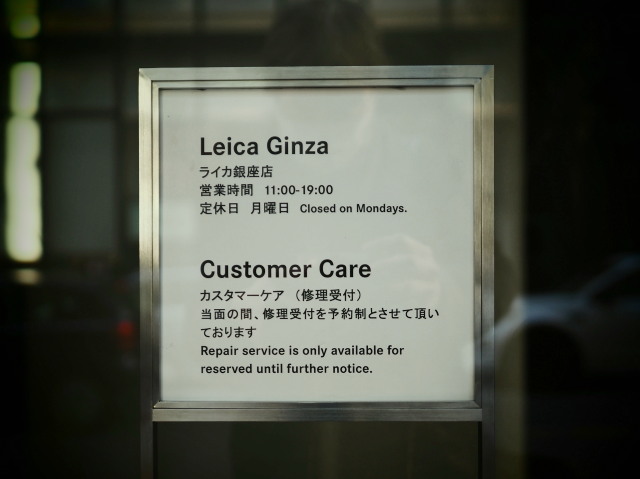 Leica Ginza
ライカ銀座店
営業時間 11:00-19:00
定休日 月曜日 Closed on Mondays.
Customer Care
カスタマーケア （修理受付）
当面の間、修理受付を予約制とさせて頂い
ております
Repair service is only available for
reserved until further notice.